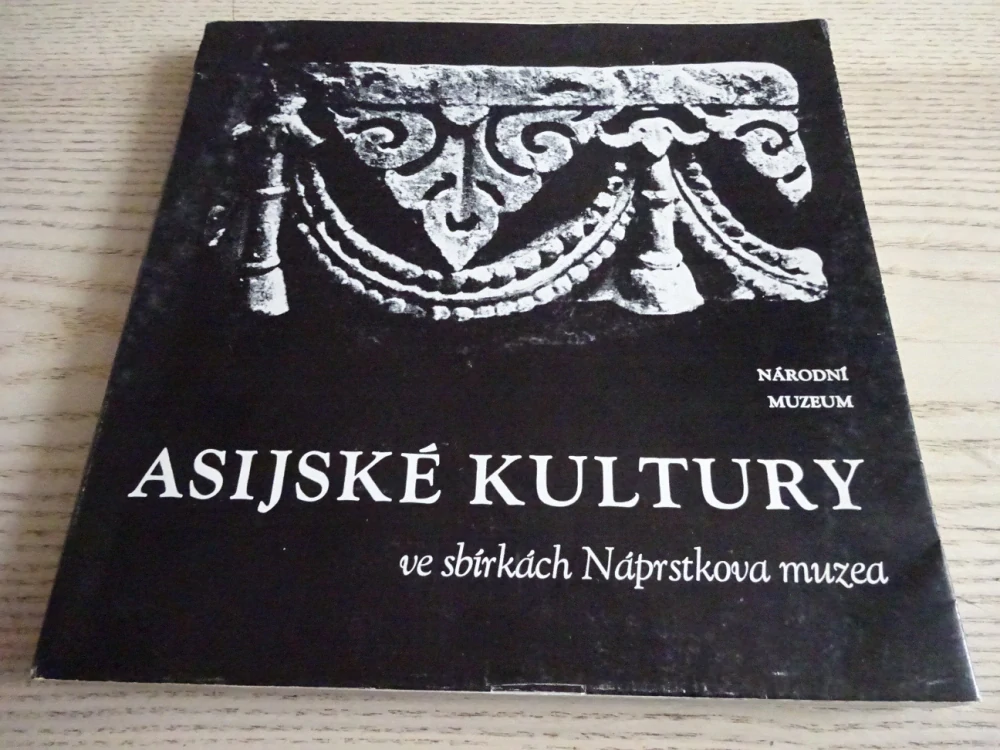 NÁRODNÍ
MUZEUM
ASIJSKÉ KULTURY
ve sbírkách Náprstkova muzea